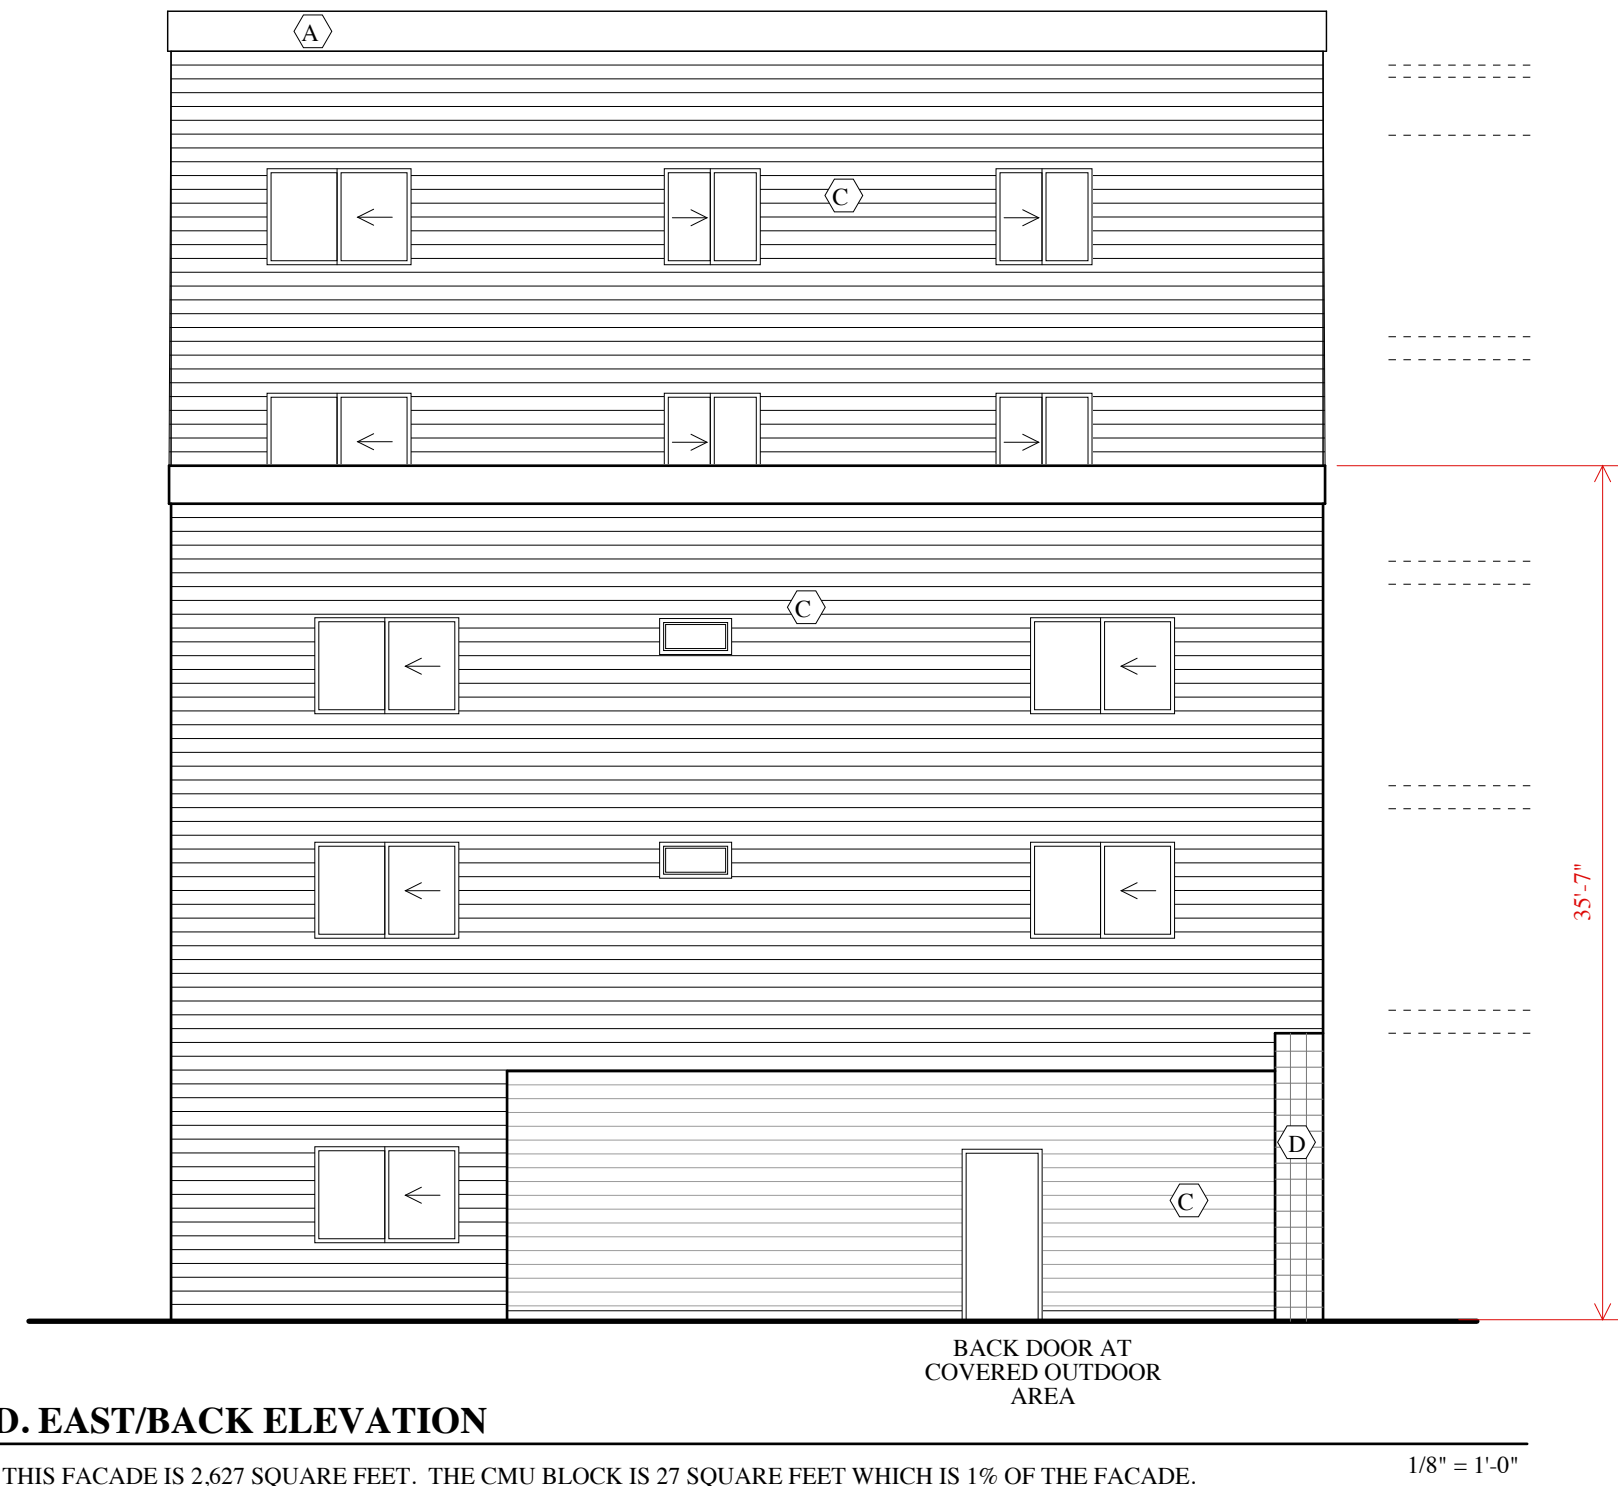 A
C
C
35'-7"
D
C
BACK DOOR AT
COVERED OUTDOOR
AREA
D. EAST/BACK ELEVATION
1/8" = 1'-0"
THIS FACADE IS 2,627 SQUARE FEET. THE CMU BLOCK IS 27 SQUARE FEET WHICH IS 1% OF THE FACADE.